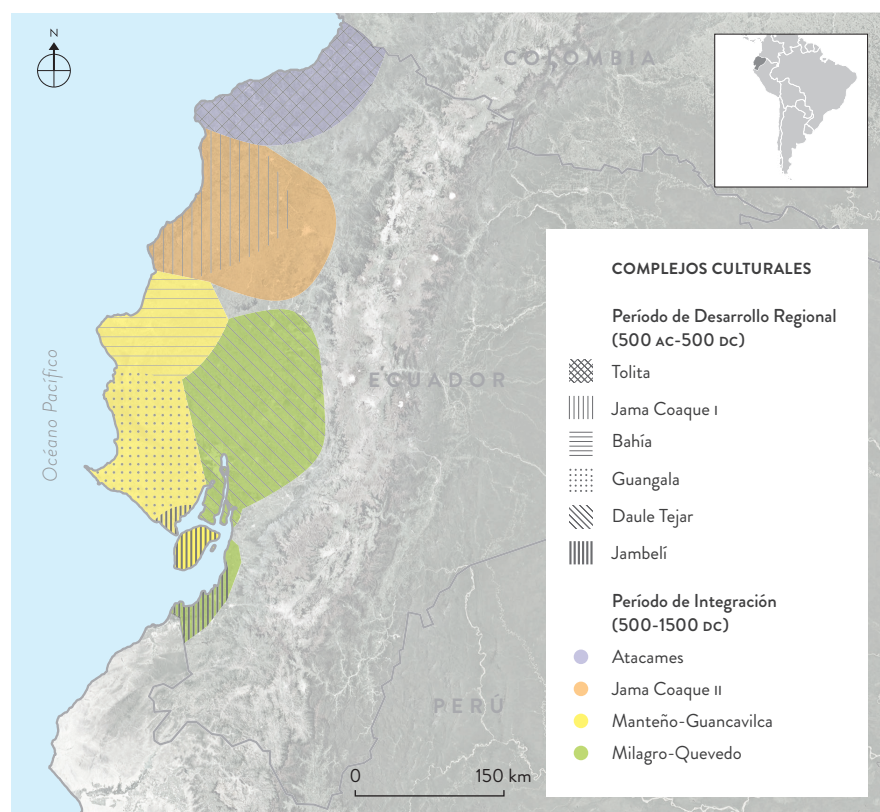 N
COLOMBIA
COMPLEJOS CULTURALES
Período de Desarrollo Regional
(500 AC-500 DC)
Tolita
Jama Coaque I
Bahía
Guangala
Daule Tejar
Jambelí
Período de Integración
(500-1500 DC)
Atacames
Jama Coaque II
Manteño-Guancavilca
Milagro-Quevedo
Océano Pacífico
ECUADOR
PERÚ
0 150 km